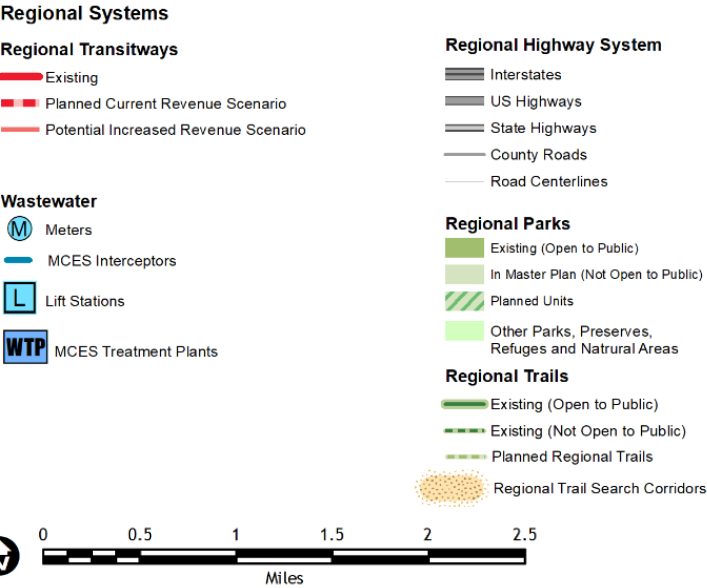 Regional Systems
Regional Transitways
Existing
Planned Current Revenue Scenario
Potential Increased Revenue Scenario
Wastewater
M Meters
MCES Interceptors
L Lift Stations
WTP MCES Treatment Plants
Regional Highway System
Interstates
US Highways
State Highways
County Roads
Road Centerlines
Regional Parks
Existing (Open to Public)
In Master Plan (Not Open to Public)
Planned Units
Other Parks, Preserves,
Refuges and Natrural Areas
Regional Trails
Existing (Open to Public)
Existing (Not Open to Public)
Planned Regional Trails
Regional Trail Search Corridors
0 0.5 1 1.5 2 2.5
Miles